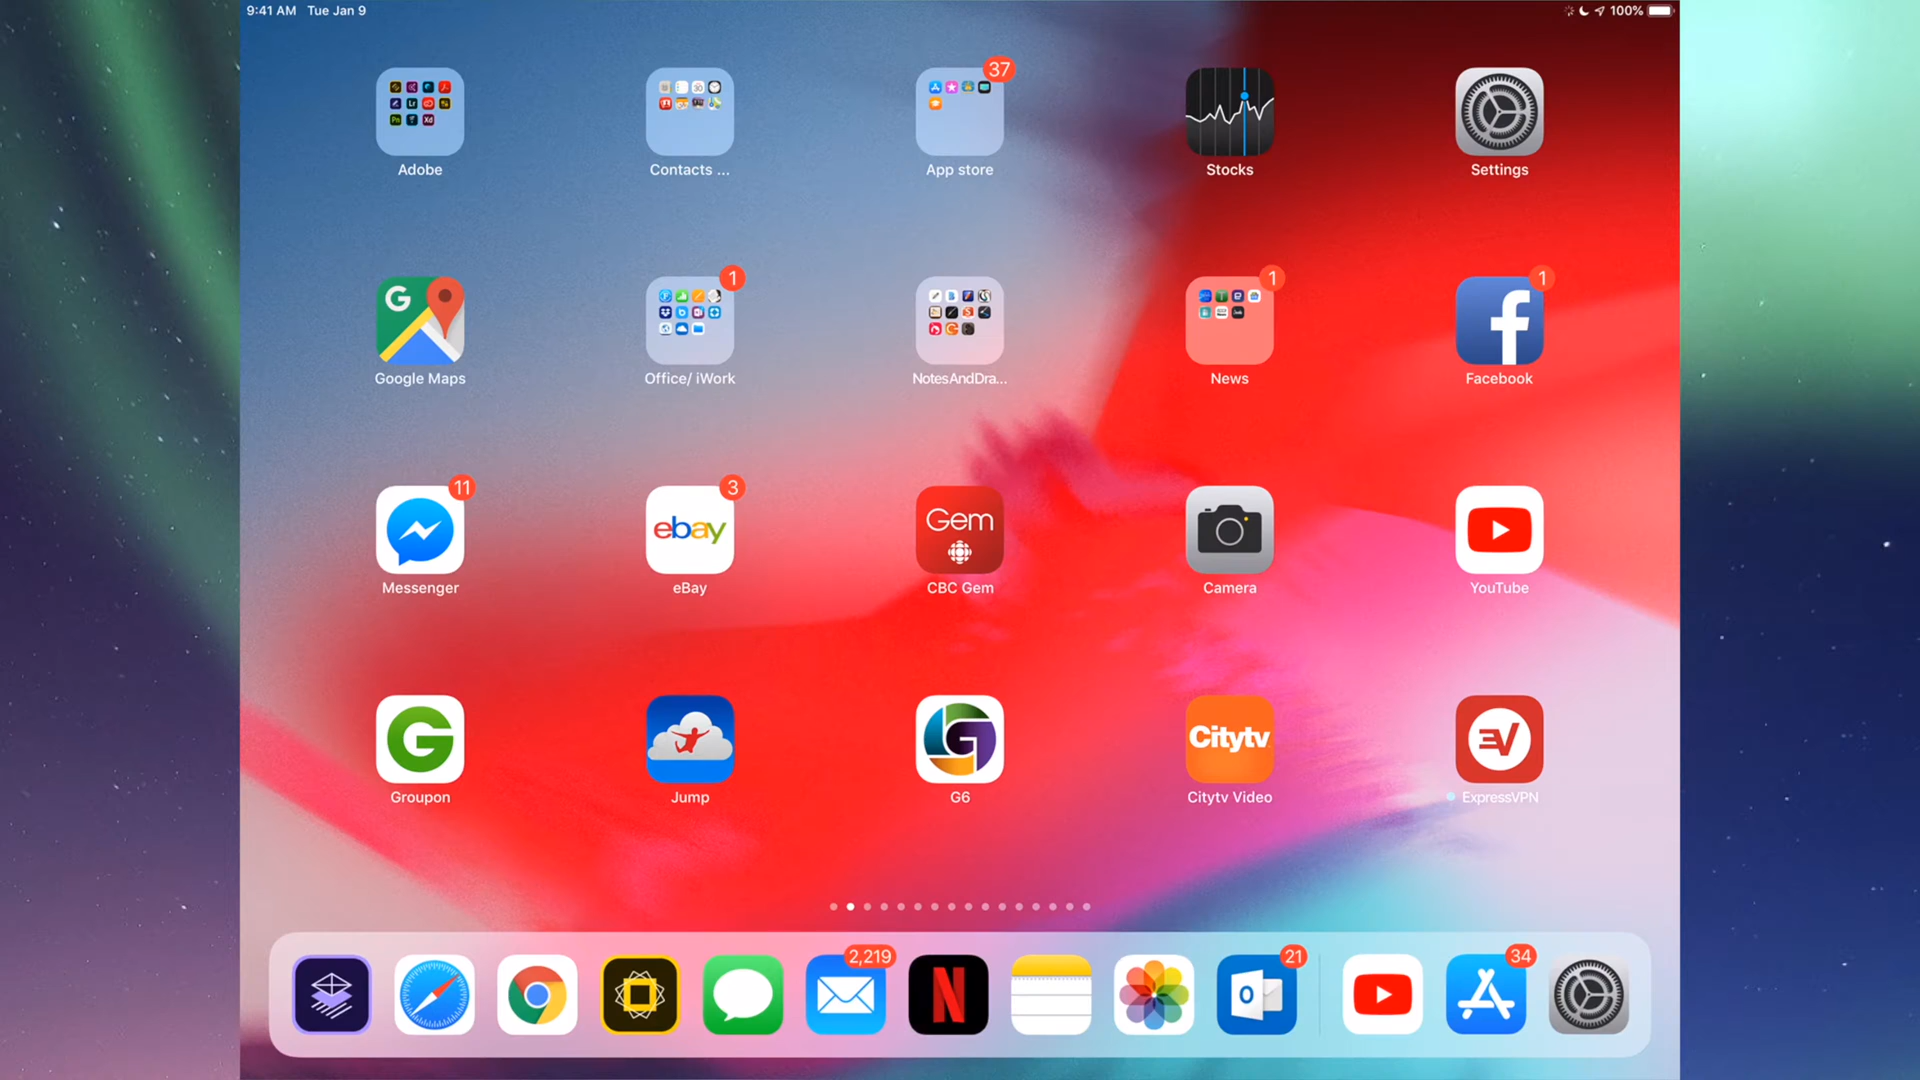 9:41 AM Tue Jan 9
100%
37
Adobe
Contacts ...
App store
Stocks
Settings
1
1
1
Google Maps
Office/ iWork
NotesAndDra...
News
Facebook
11
3
ebay
Gem
Messenger
eBay
CBC Gem
Camera
YouTube
Citytv
Groupon
Jump
G6
Citytv Video
ExpressVPN
2,219
21
34